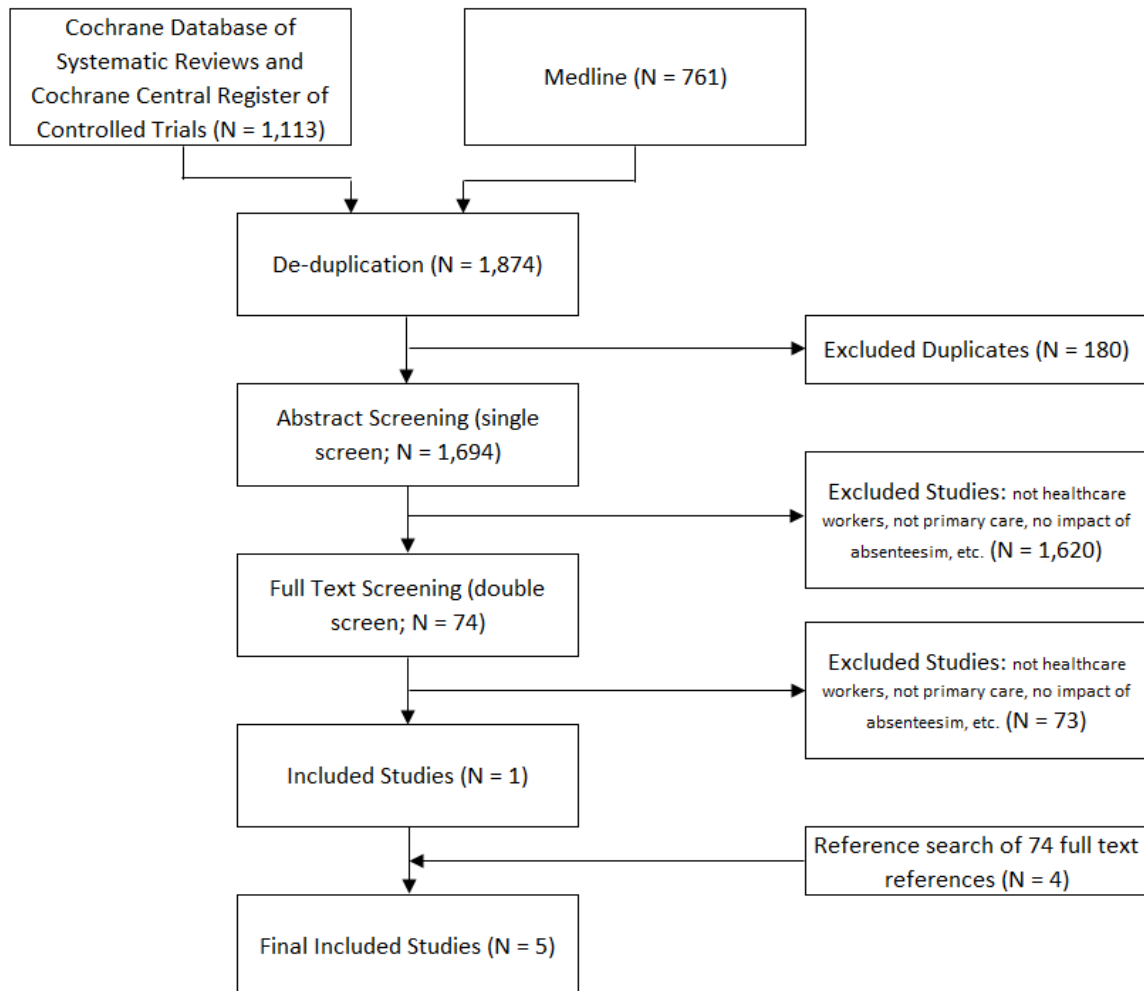 Cochrane Database of
Systematic Reviews and
Cochrane Central Register of
Controlled Trials (N = 1,113)
Medline (N = 761)
De-duplication (N = 1,874)
Excluded Duplicates (N = 180)
Abstract Screening (single
screen; N = 1,694)
Excluded Studies: not healthcare
workers, not primary care, no impact of
absenteesim, etc. (N = 1,620)
Full Text Screening (double
screen; N = 74)
Excluded Studies: not healthcare
workers, not primary care, no impact of
absenteesim, etc. (N = 73)
Included Studies (N = 1)
Reference search of 74 full text
references (N = 4)
Final Included Studies (N = 5)